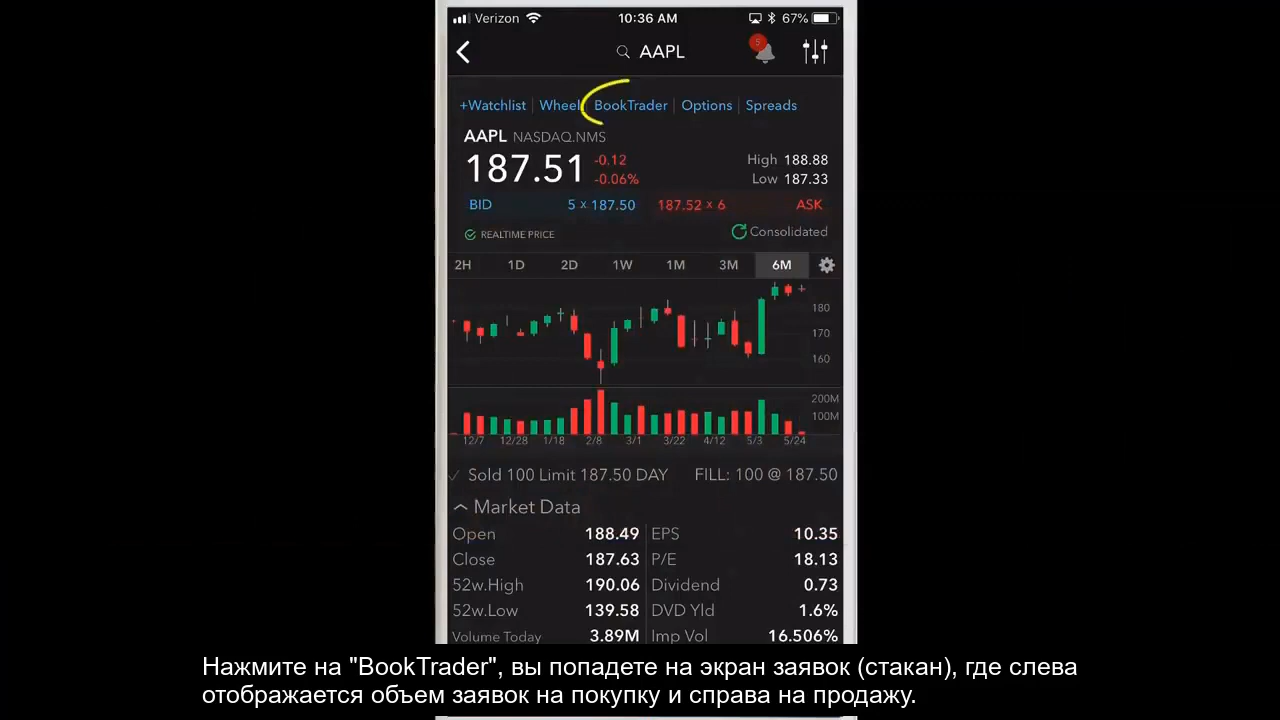 Verizon 10:36 AM 67%
AAPL 5
+Watchlist | Wheel BookTrader | Options | Spreads
AAPL NASDAQ.NMS
187.51 -0.12 High 188.88
-0.06% Low 187.33
BID 5 × 187.50 187.52 × 6 ASK
REALTIME PRICE Consolidated
2H 1D 2D 1W 1M 3M 6M
180
170
160
200M
100M
12/7 12/28 1/18 2/8 3/1 3/22 4/12 5/3 5/24
Sold 100 Limit 187.50 DAY FILL: 100 @ 187.50
Market Data
Open 188.49 EPS 10.35
Close 187.63 P/E 18.13
52w.High 190.06 Dividend 0.73
52w.Low 139.58 DVD Yld 1.6%
Volume Today 3.89M Imp Vol 16.506%
Нажмите на "BookTrader", вы попадете на экран заявок (стакан), где слева
отображается объем заявок на покупку и справа на продажу.